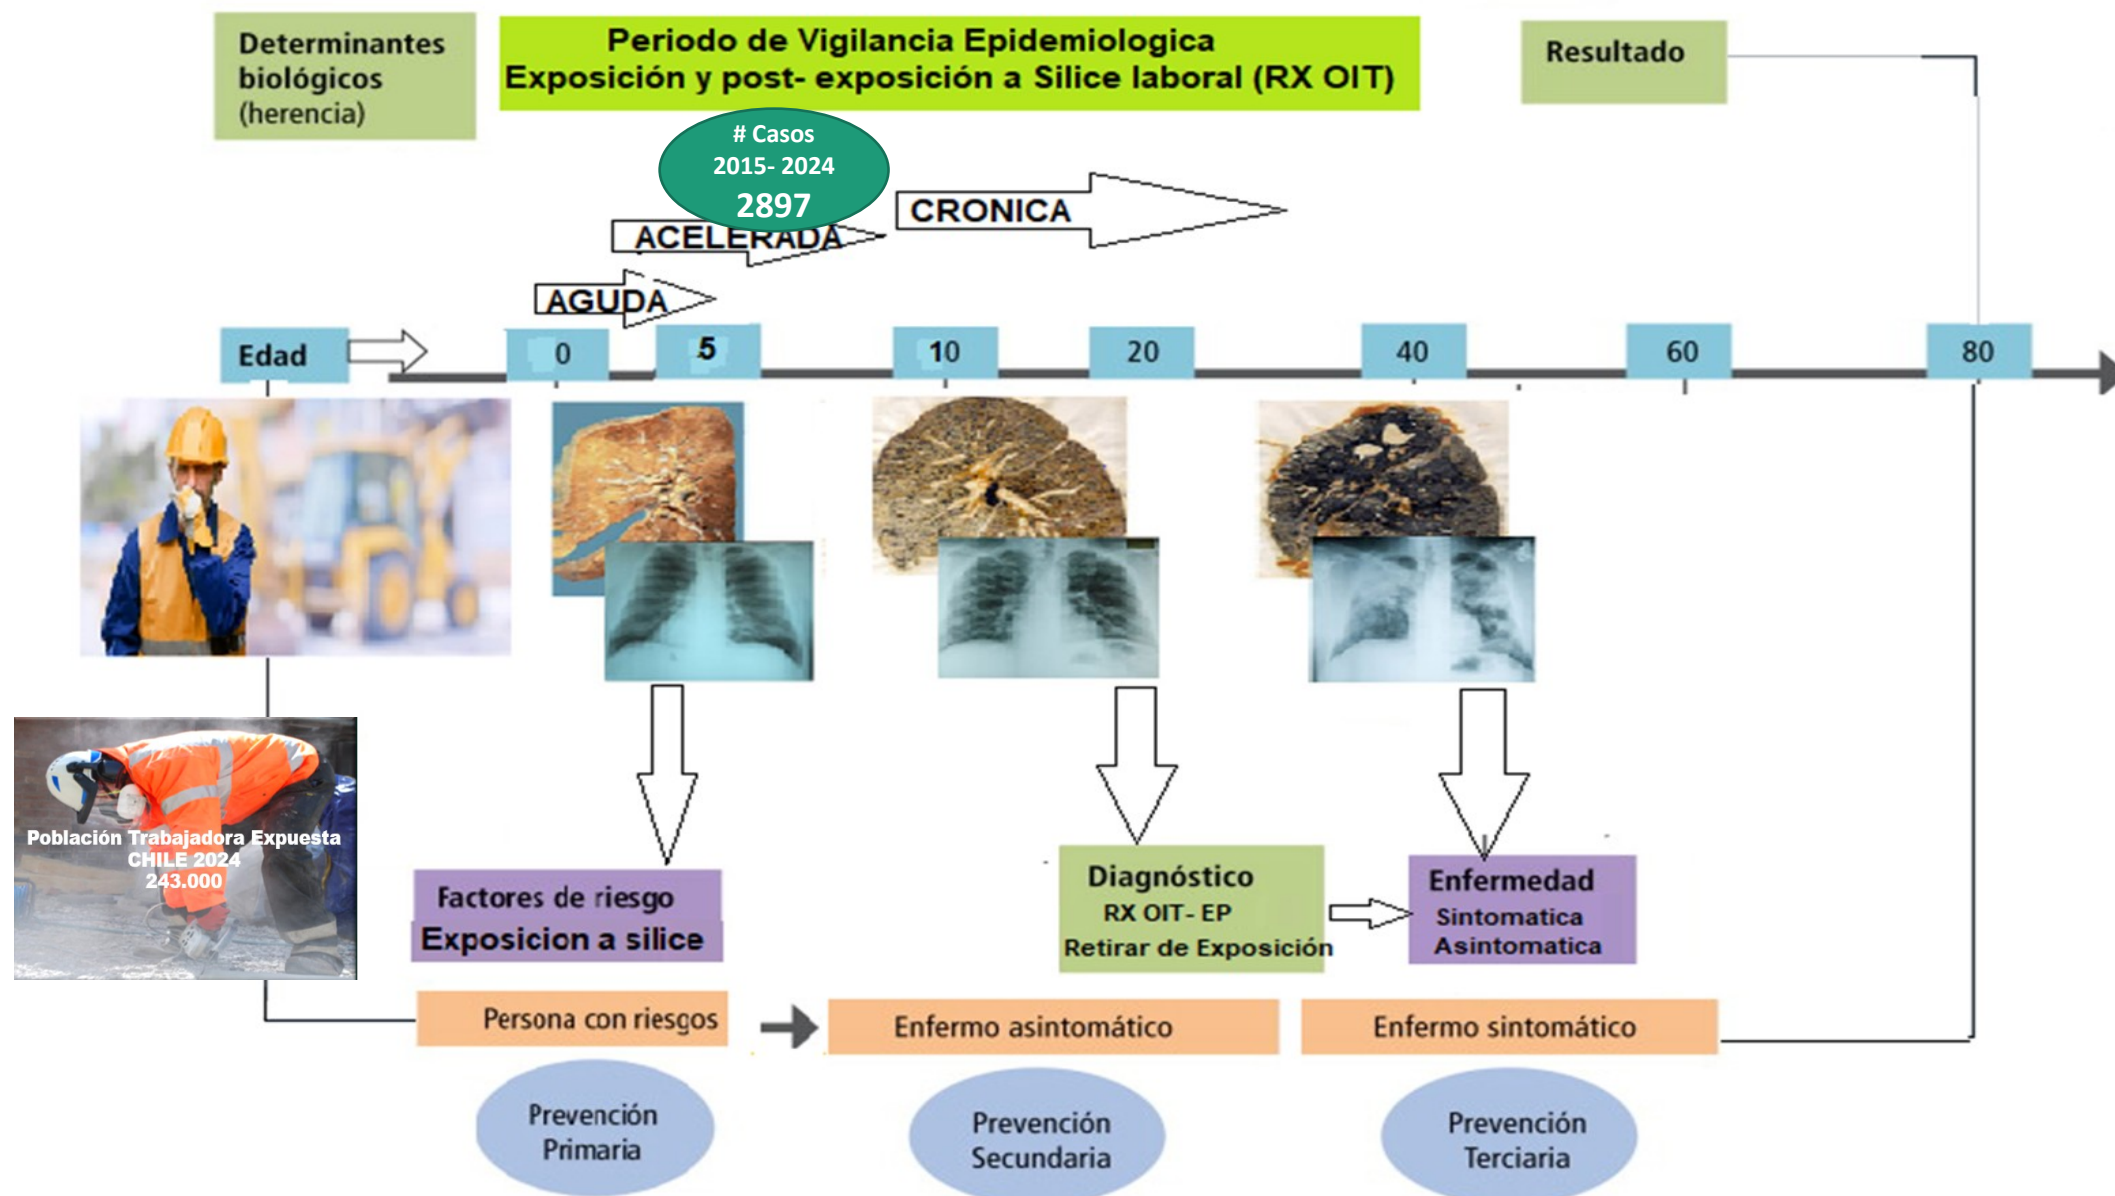 Determinantes
biológicos
(herencia)
Periodo de Vigilancia Epidemiologica
Exposición y post- exposición a Silice laboral (RX OIT)
Resultado
# Casos
2015- 2024
2897
CRONICA
ACELERADA
AGUDA
Edad
0
5
10
20
40
60
80
Población Trabajadora Expuesta
CHILE 2024
243.000
Factores de riesgo
Exposicion a silice
Diagnóstico
RX OIT- EP
Retirar de Exposición
Enfermedad
Sintomatica
Asintomatica
Persona con riesgos
Enfermo asintomático
Enfermo sintomático
Prevención
Primaria
Prevención
Secundaria
Prevención
Terciaria